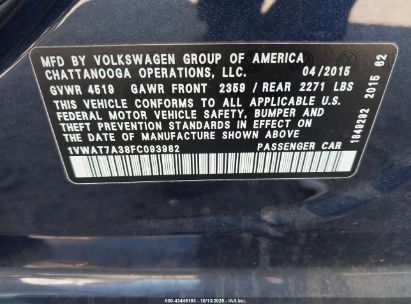 MFD BY VOLKSWAGEN GROUP OF AMERICA
CHATTANOOGA OPERATIONS, LLC. 04/2015
GVWR 4519 GAWR FRONT 2359 / REAR 2271 LBS
THIS VEHICLE CONFORMS TO ALL APPLICABLE U.S.
FEDERAL MOTOR VEHICLE SAFETY, BUMPER AND
THEFT PREVENTION STANDARDS IN EFFECT ON
THE DATE OF MANUFACTURE SHOWN ABOVE.
1VWAT7A38FC093982 PASSENGER CAR
1848292 2015 62